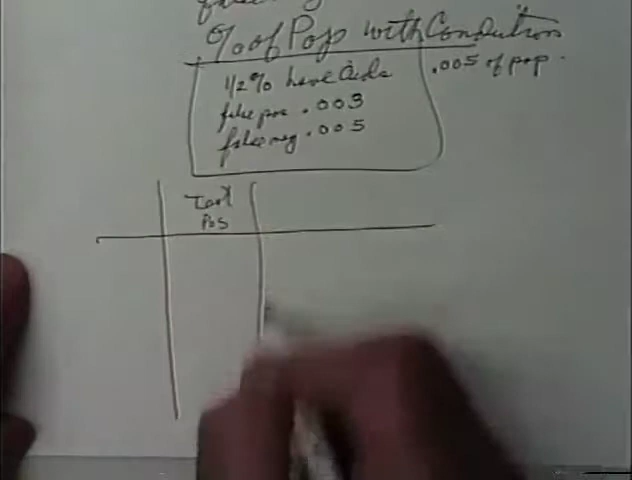 % of Pop with Condition
1/2% have Aids .005 of pop.
false pos .003
false neg .005
Test
Pos